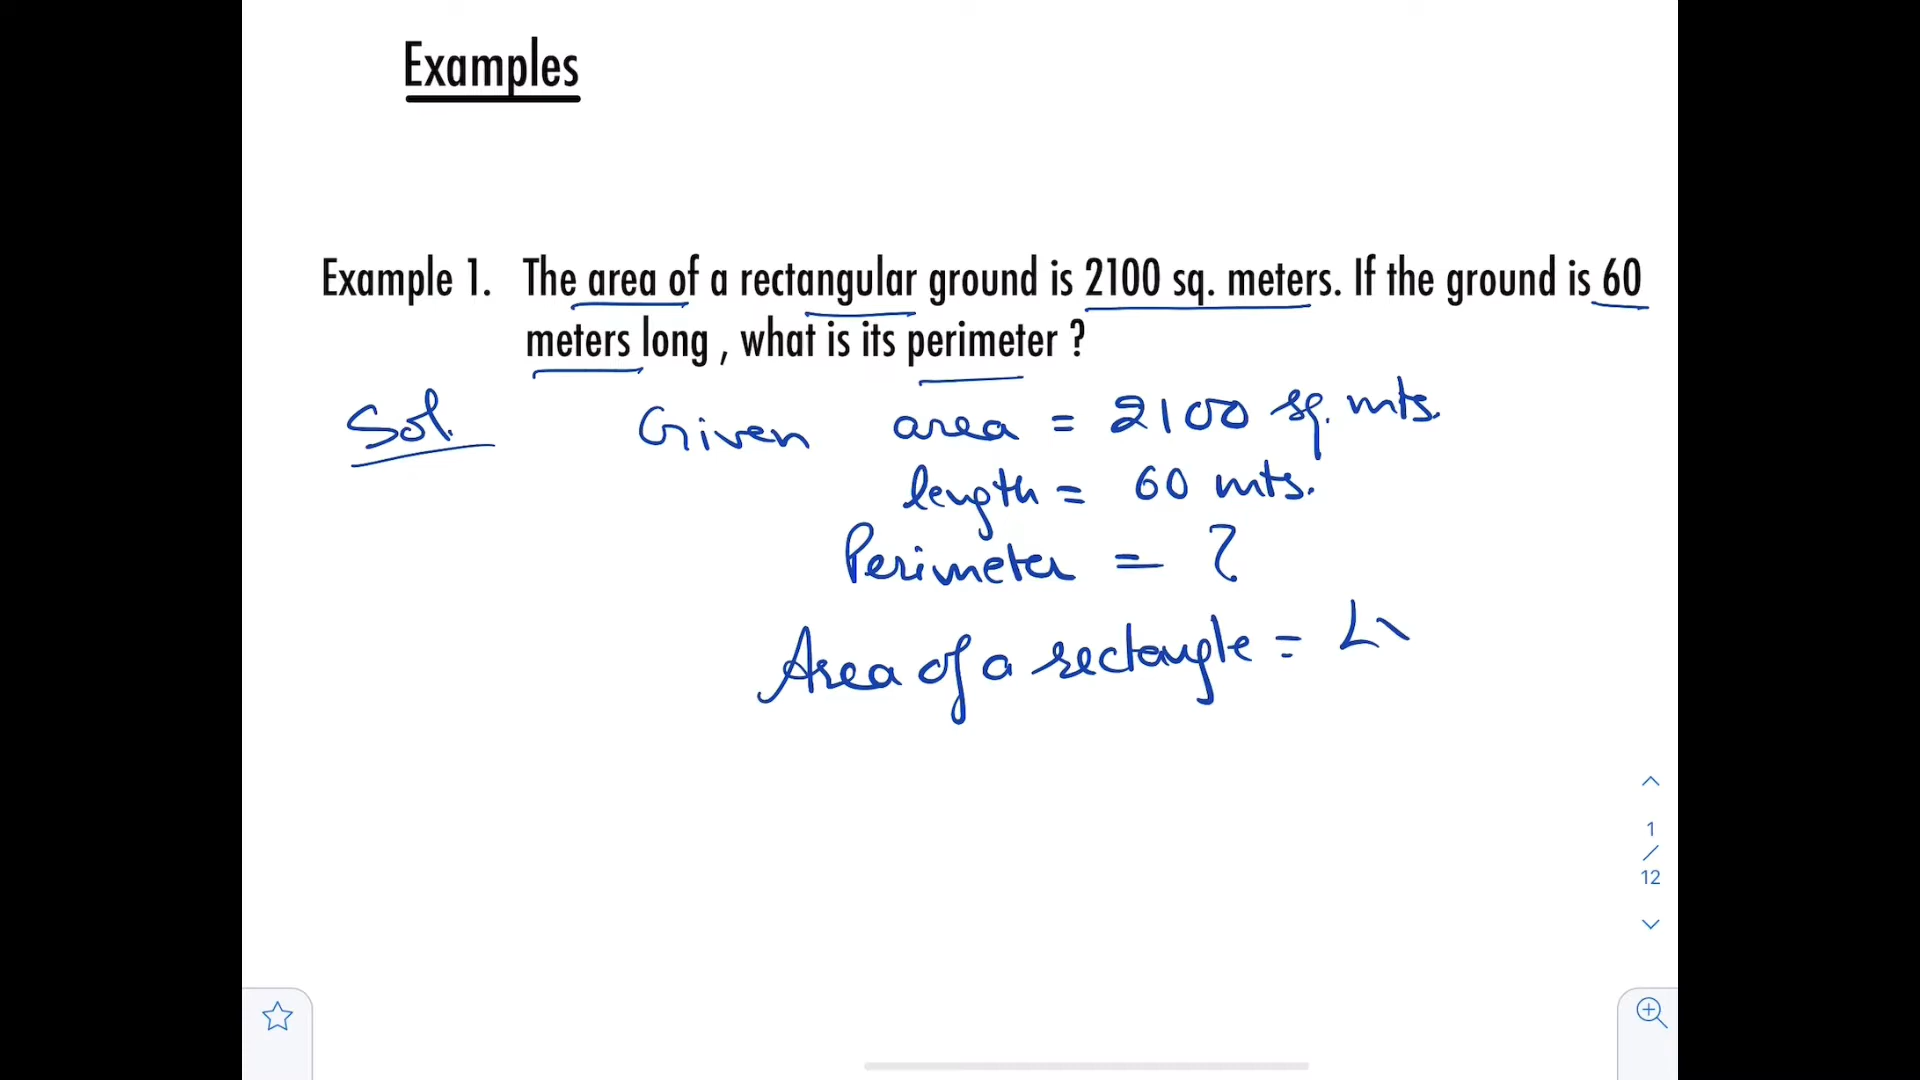 Examples
Example 1. The area of a rectangular ground is 2100 sq. meters. If the ground is 60
meters long , what is its perimeter ?
Sol. Given area = 2100 sq. mts.
length = 60 mts.
Perimeter = ?
Area of a rectangle = L
1
/
12